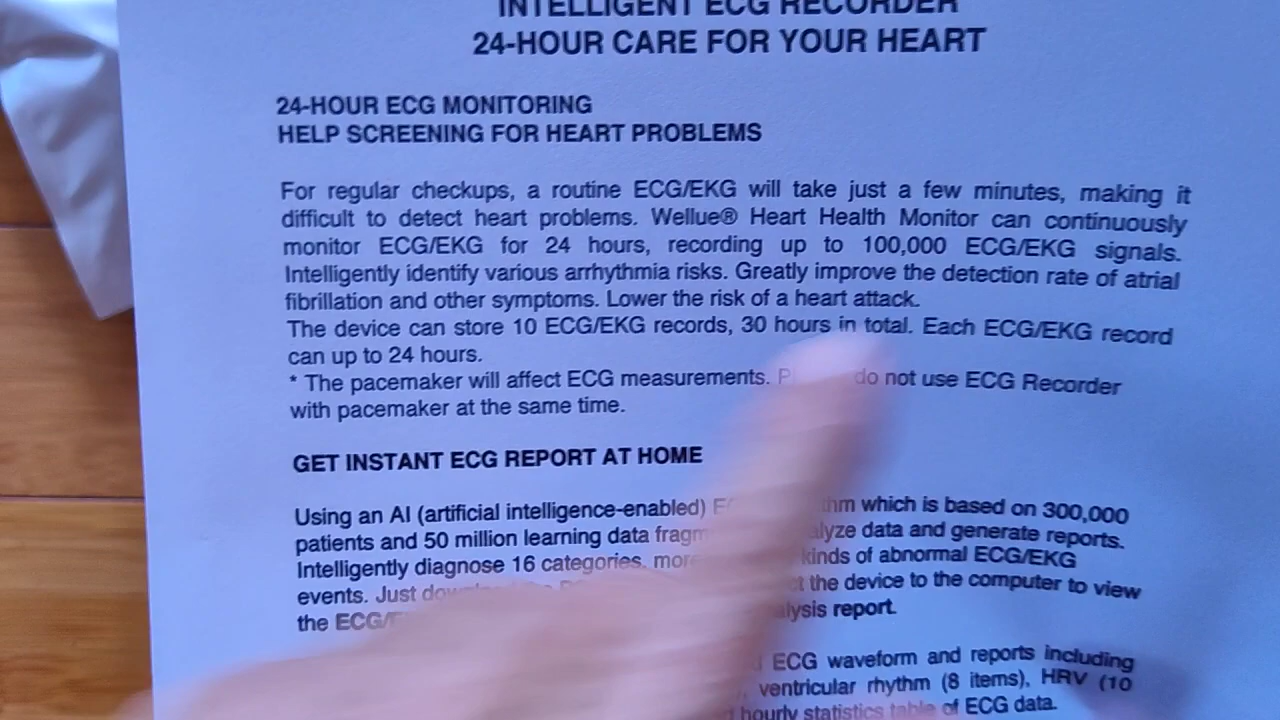 INTELLIGENT ECG RECORDER
24-HOUR CARE FOR YOUR HEART
24-HOUR ECG MONITORING
HELP SCREENING FOR HEART PROBLEMS
For regular checkups, a routine ECG/EKG will take just a few minutes, making it
difficult to detect heart problems. Wellue® Heart Health Monitor can continuously
monitor ECG/EKG for 24 hours, recording up to 100,000 ECG/EKG signals.
Intelligently identify various arrhythmia risks. Greatly improve the detection rate of atrial
fibrillation and other symptoms. Lower the risk of a heart attack.
The device can store 10 ECG/EKG records, 30 hours in total. Each ECG/EKG record
can up to 24 hours.
* The pacemaker will affect ECG measurements. do not use ECG Recorder
with pacemaker at the same time.
GET INSTANT ECG REPORT AT HOME
Using an AI (artificial intelligence-enabled) which is based on 300,000
patients and 50 million learning data data and generate reports.
Intelligently diagnose 16 categories, kinds of abnormal ECG/EKG
events. Just the device to the computer to view
the report.
ECG waveform and reports including
ventricular rhythm (8 items), HRV (10
hourly statistics table of ECG data.